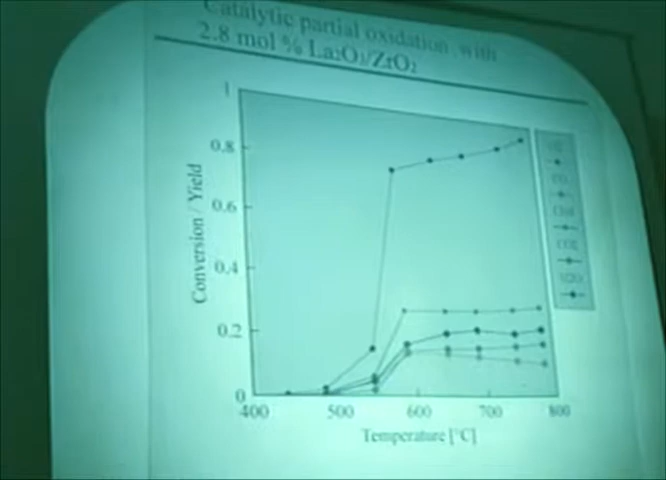 Catalytic partial oxidation with
2.8 mol % La₂O₃/ZrO₂
1
0.8
0.6
0.4
0.2
0
Conversion / Yield
400
500
600
700
800
Temperature [°C]